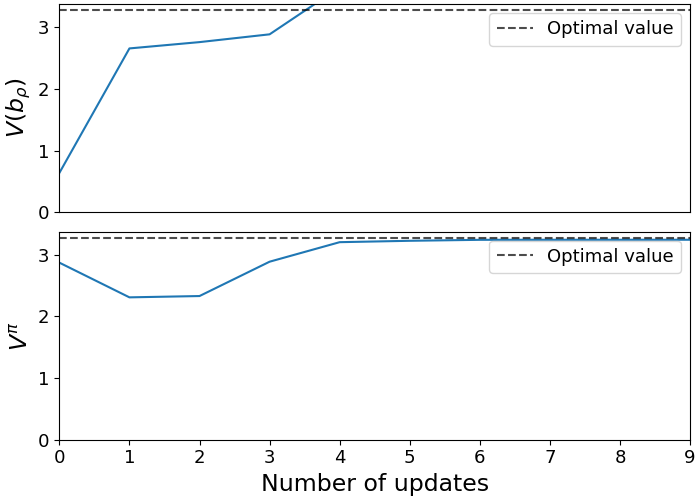 3
2
1
0
V(b_ρ)
Optimal value
3
2
1
0
V^π
Optimal value
0 1 2 3 4 5 6 7 8 9
Number of updates